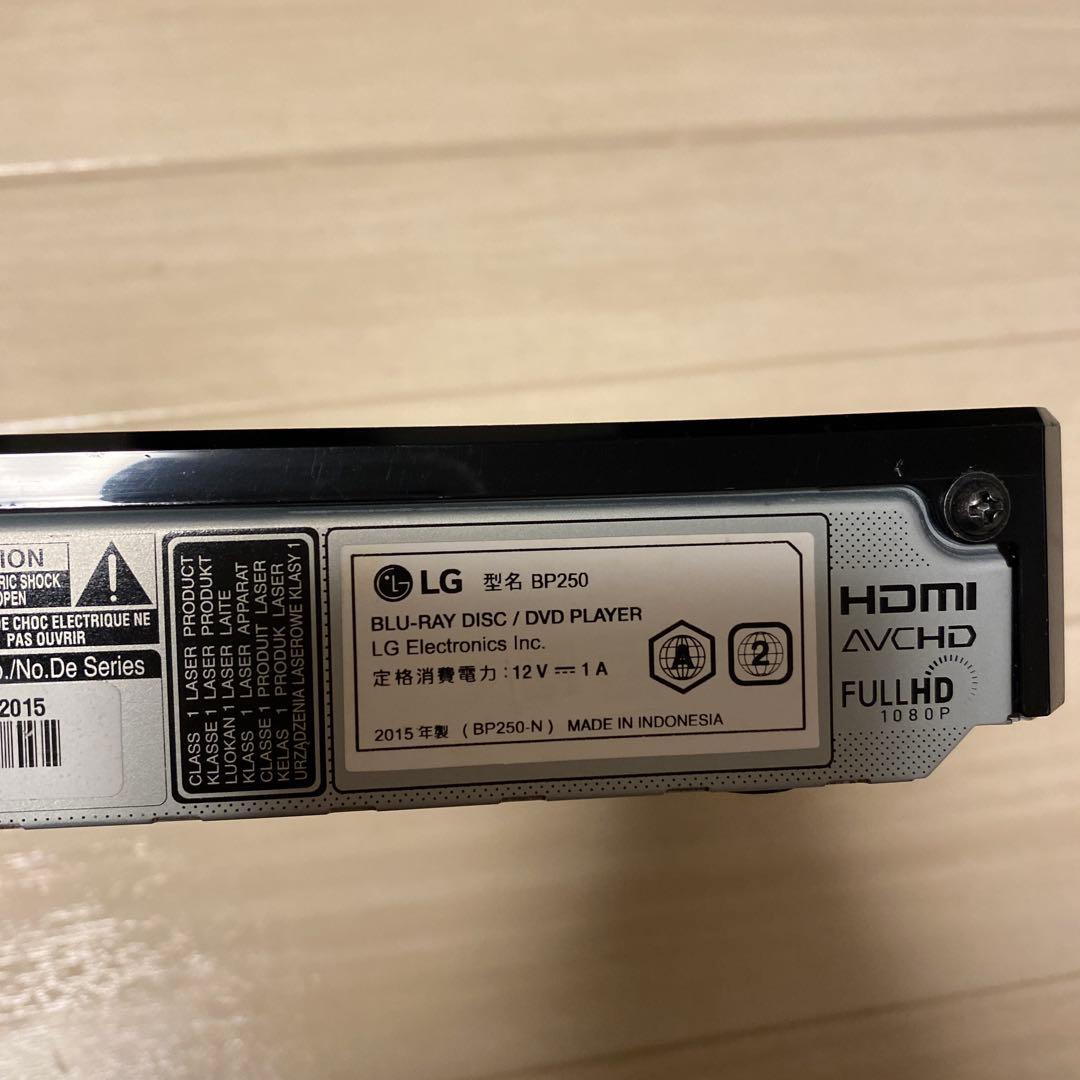 ION
RIC SHOCK
OPEN
DE CHOC ELECTRIQUE NE
PAS OUVRIR
o./No.De Series
2015
CLASS 1 LASER PRODUCT
KLASSE 1 LASER PRODUKT
LUOKAN 1 LASER LAITE
KLASS 1 LASER APPARAT
CLASSE 1 PRODUIT LASER
KELAS 1 PRODUK LASER
URZĄDZENIA LASEROWE KLASY 1
LG 型名 BP250
BLU-RAY DISC / DVD PLAYER
LG Electronics Inc.
定格消費電力：12 V ⎓ 1 A
A
2
2015 年製 ( BP250-N ) MADE IN INDONESIA
HDMI
AVCHD
FULL HD
1080P